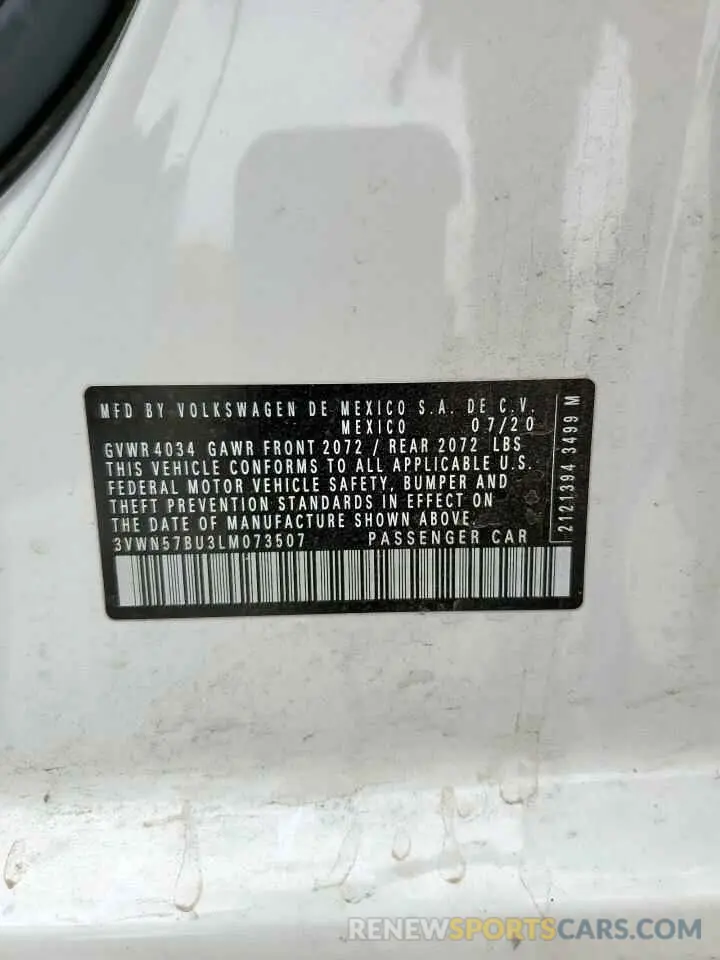 MFD BY VOLKSWAGEN DE MEXICO S.A. DE C.V.
MEXICO 07/20
GVWR 4034 GAWR FRONT 2072 / REAR 2072 LBS
THIS VEHICLE CONFORMS TO ALL APPLICABLE U.S.
FEDERAL MOTOR VEHICLE SAFETY, BUMPER AND
THEFT PREVENTION STANDARDS IN EFFECT ON
THE DATE OF MANUFACTURE SHOWN ABOVE.
3VWN57BU3LM073507 PASSENGER CAR
2121394 3499 M
RENEWSPORTSCARS.COM